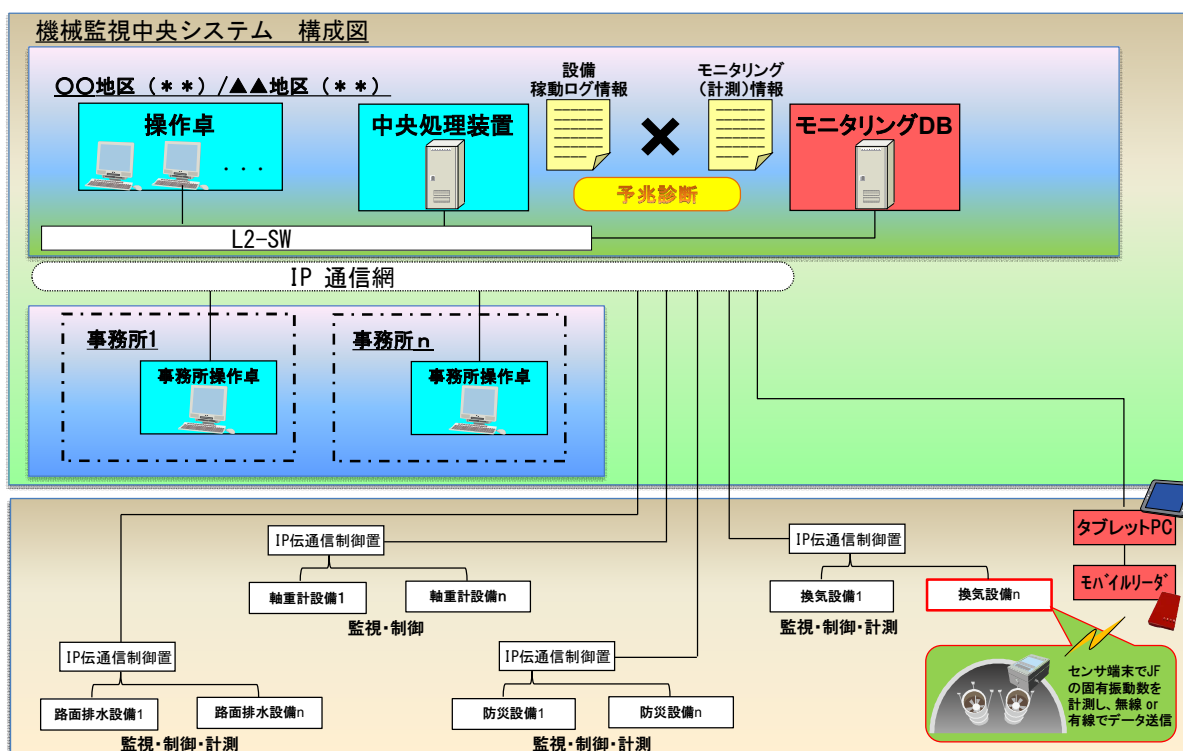 機械監視中央システム　構成図
〇〇地区（＊＊）/▲▲地区（＊＊）
操作卓
・・・
中央処理装置
設備
稼動ログ情報
モニタリング
（計測）情報
予兆診断
モニタリングDB
L2-SW
IP 通信網
事務所1
事務所操作卓
事務所ｎ
事務所操作卓
タブレットPC
モバイルリーダ
IP伝通信制御置
軸重計設備1
軸重計設備n
監視・制御
IP伝通信制御置
換気設備1
換気設備n
監視・制御・計測
IP伝通信制御置
路面排水設備1
路面排水設備n
監視・制御・計測
IP伝通信制御置
防災設備1
防災設備n
監視・制御・計測
センサ端末でJF
の固有振動数を
計測し、無線 or
有線でデータ送信